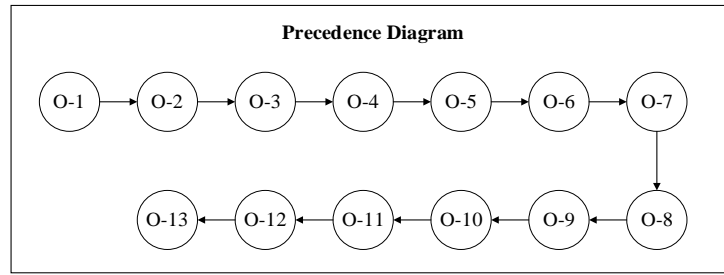 Precedence Diagram
O-1 O-2 O-3 O-4 O-5 O-6 O-7
O-13 O-12 O-11 O-10 O-9 O-8